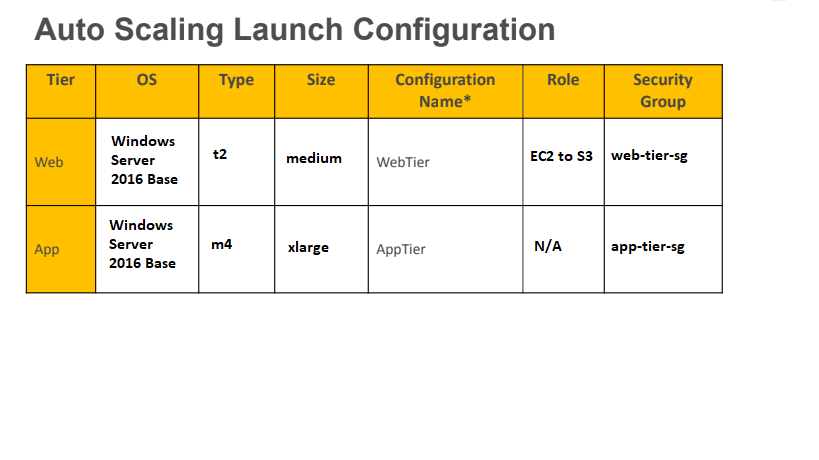 Auto Scaling Launch Configuration
Tier OS Type Size Configuration Name* Role Security Group
Web Windows Server 2016 Base t2 medium WebTier EC2 to S3 web-tier-sg
App Windows Server 2016 Base m4 xlarge AppTier N/A app-tier-sg